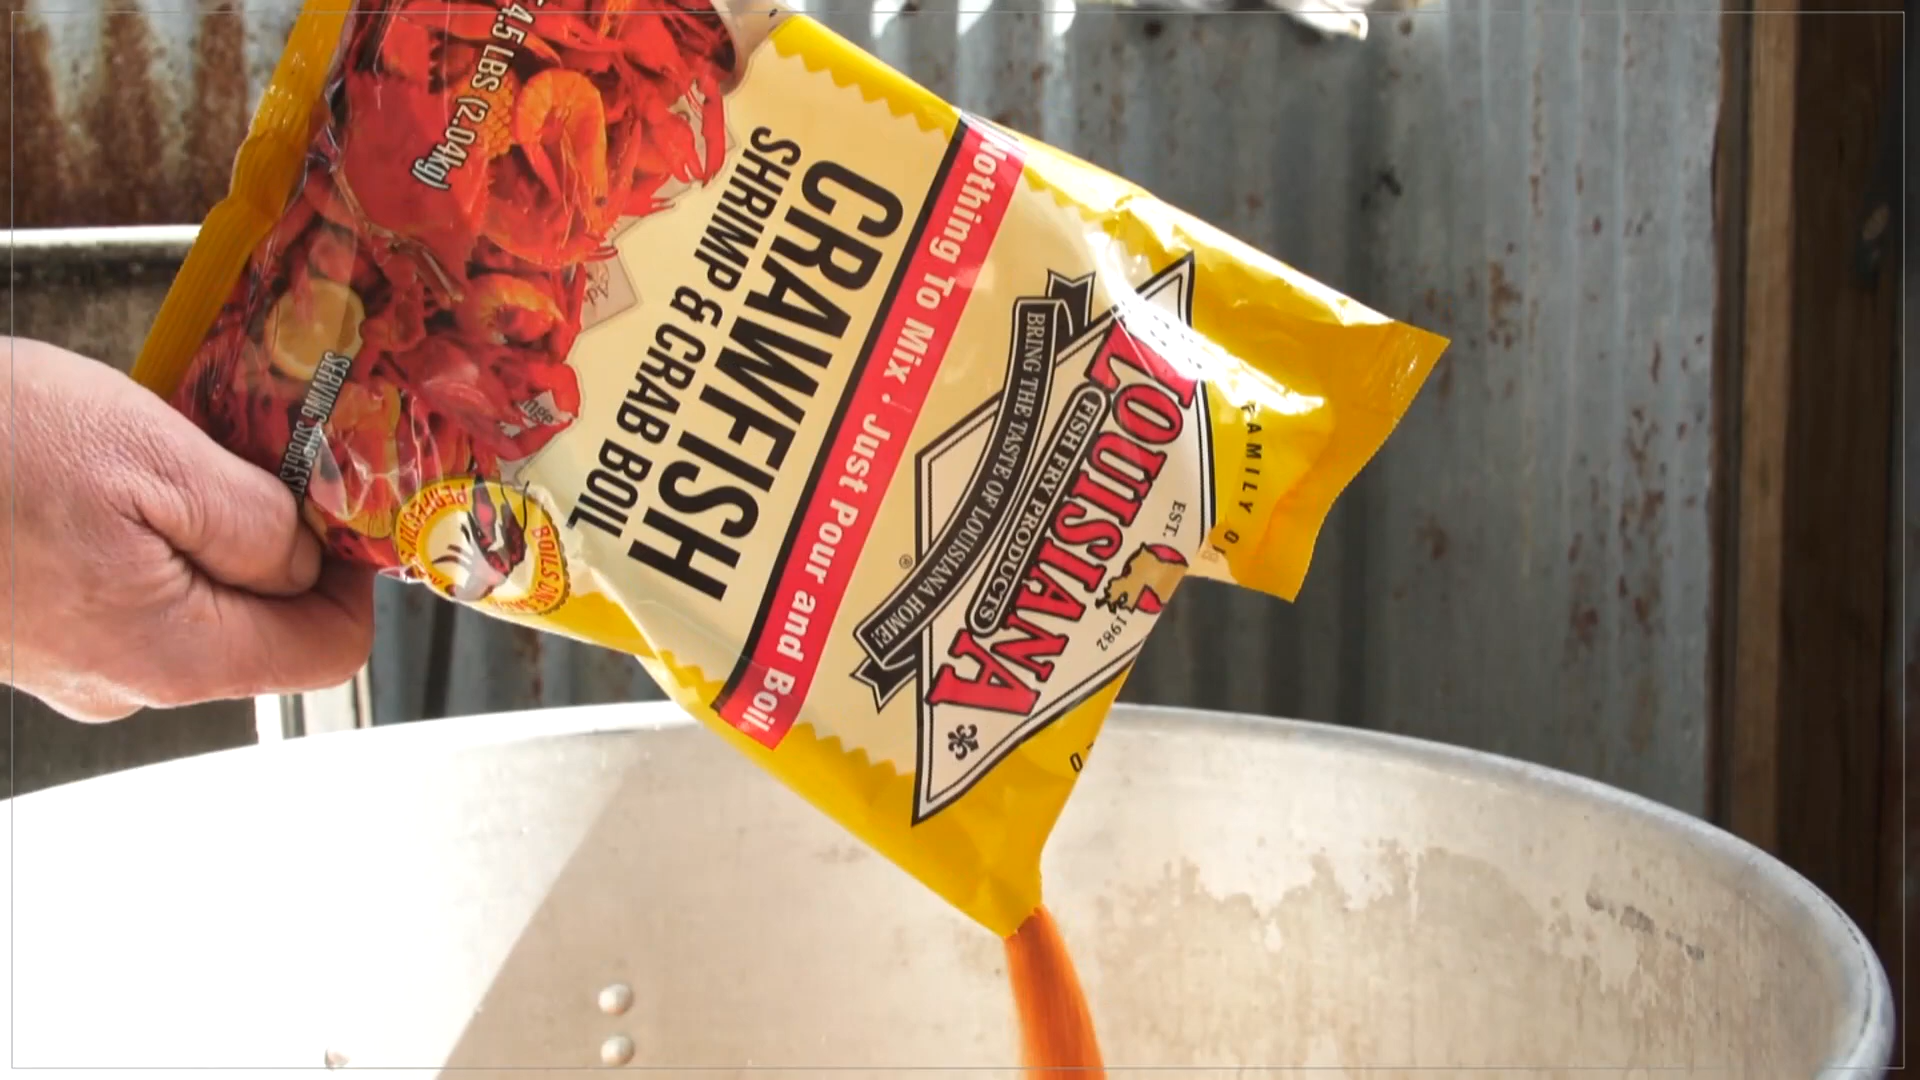 FAMILY
LOUISIANA
EST. 1982
FISH FRY PRODUCTS
BRING THE TASTE OF LOUISIANA HOME!
®
Nothing To Mix · Just Pour and Boil
CRAWFISH
SHRIMP & CRAB BOIL
4.5 LBS (2.04kg)
SERVING